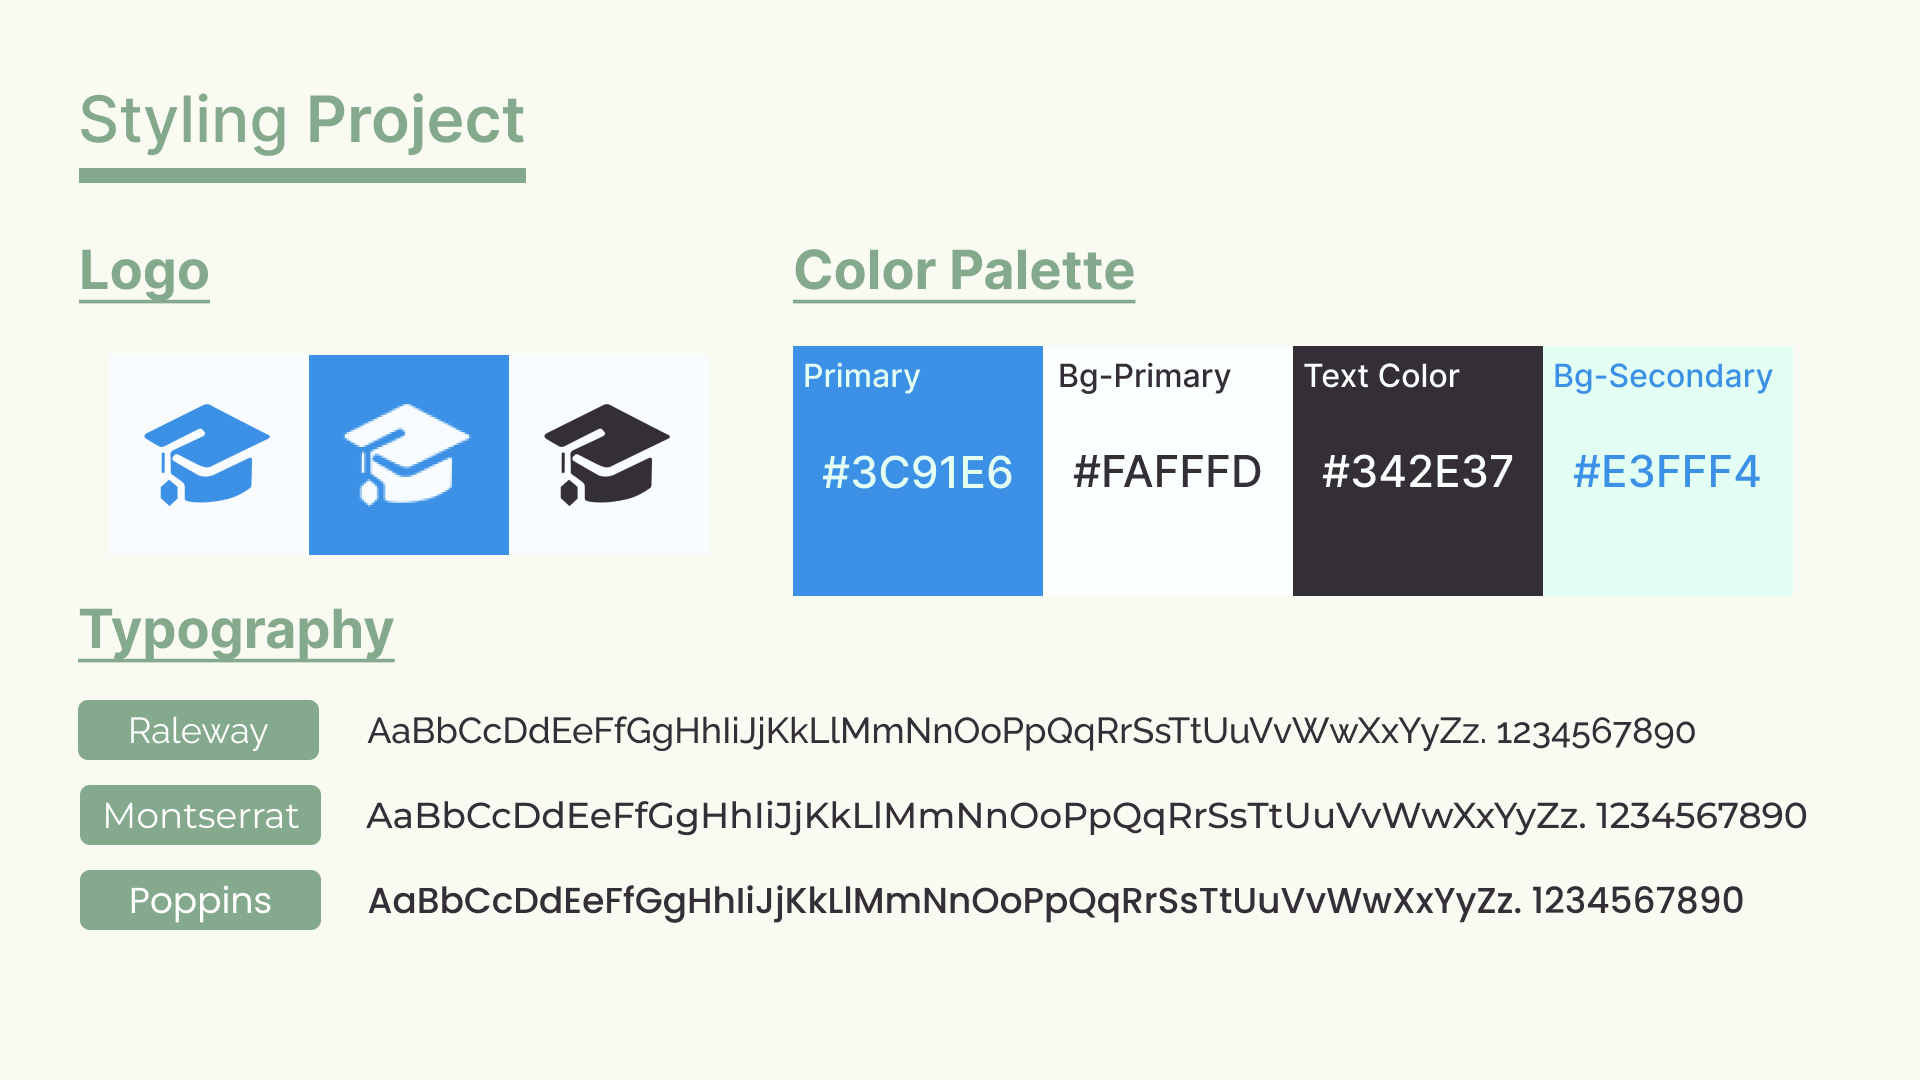 Styling Project
Logo
Color Palette
Primary
#3C91E6
Bg-Primary
#FAFFFD
Text Color
#342E37
Bg-Secondary
#E3FFF4
Typography
Raleway
AaBbCcDdEeFfGgHhIiJjKkLlMmNnOoPpQqRrSsTtUuVvWwXxYyZz. 1234567890
Montserrat
AaBbCcDdEeFfGgHhIiJjKkLlMmNnOoPpQqRrSsTtUuVvWwXxYyZz. 1234567890
Poppins
AaBbCcDdEeFfGgHhIiJjKkLlMmNnOoPpQqRrSsTtUuVvWwXxYyZz. 1234567890